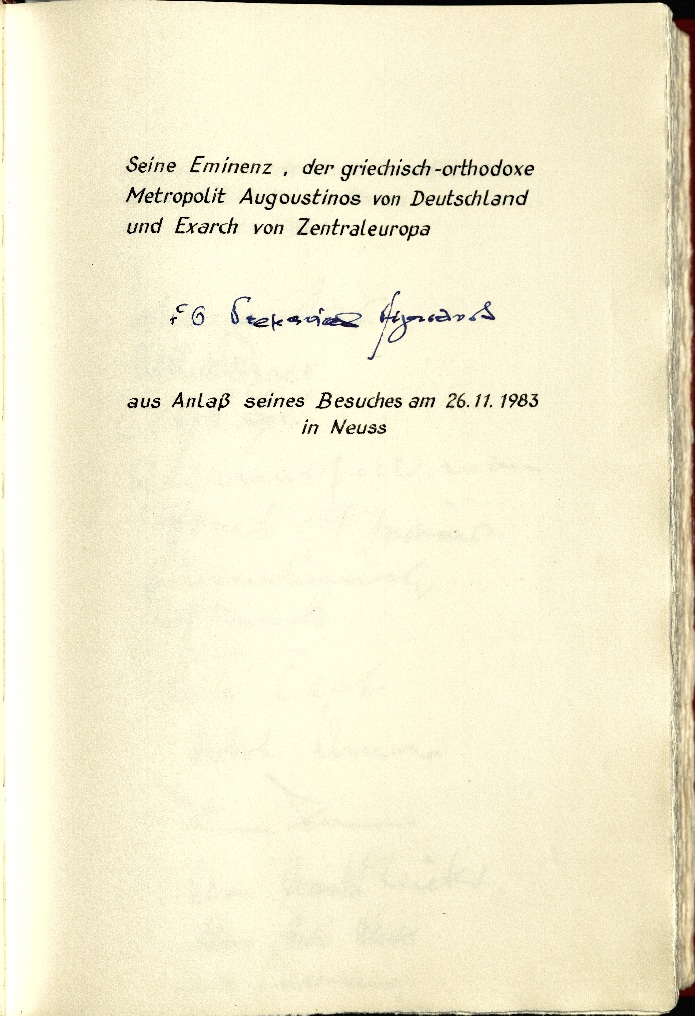 Seine Eminenz, der griechisch-orthodoxe
Metropolit Augoustinos von Deutschland
und Exarch von Zentraleuropa
aus Anlaß seines Besuches am 26.11.1983
in Neuss